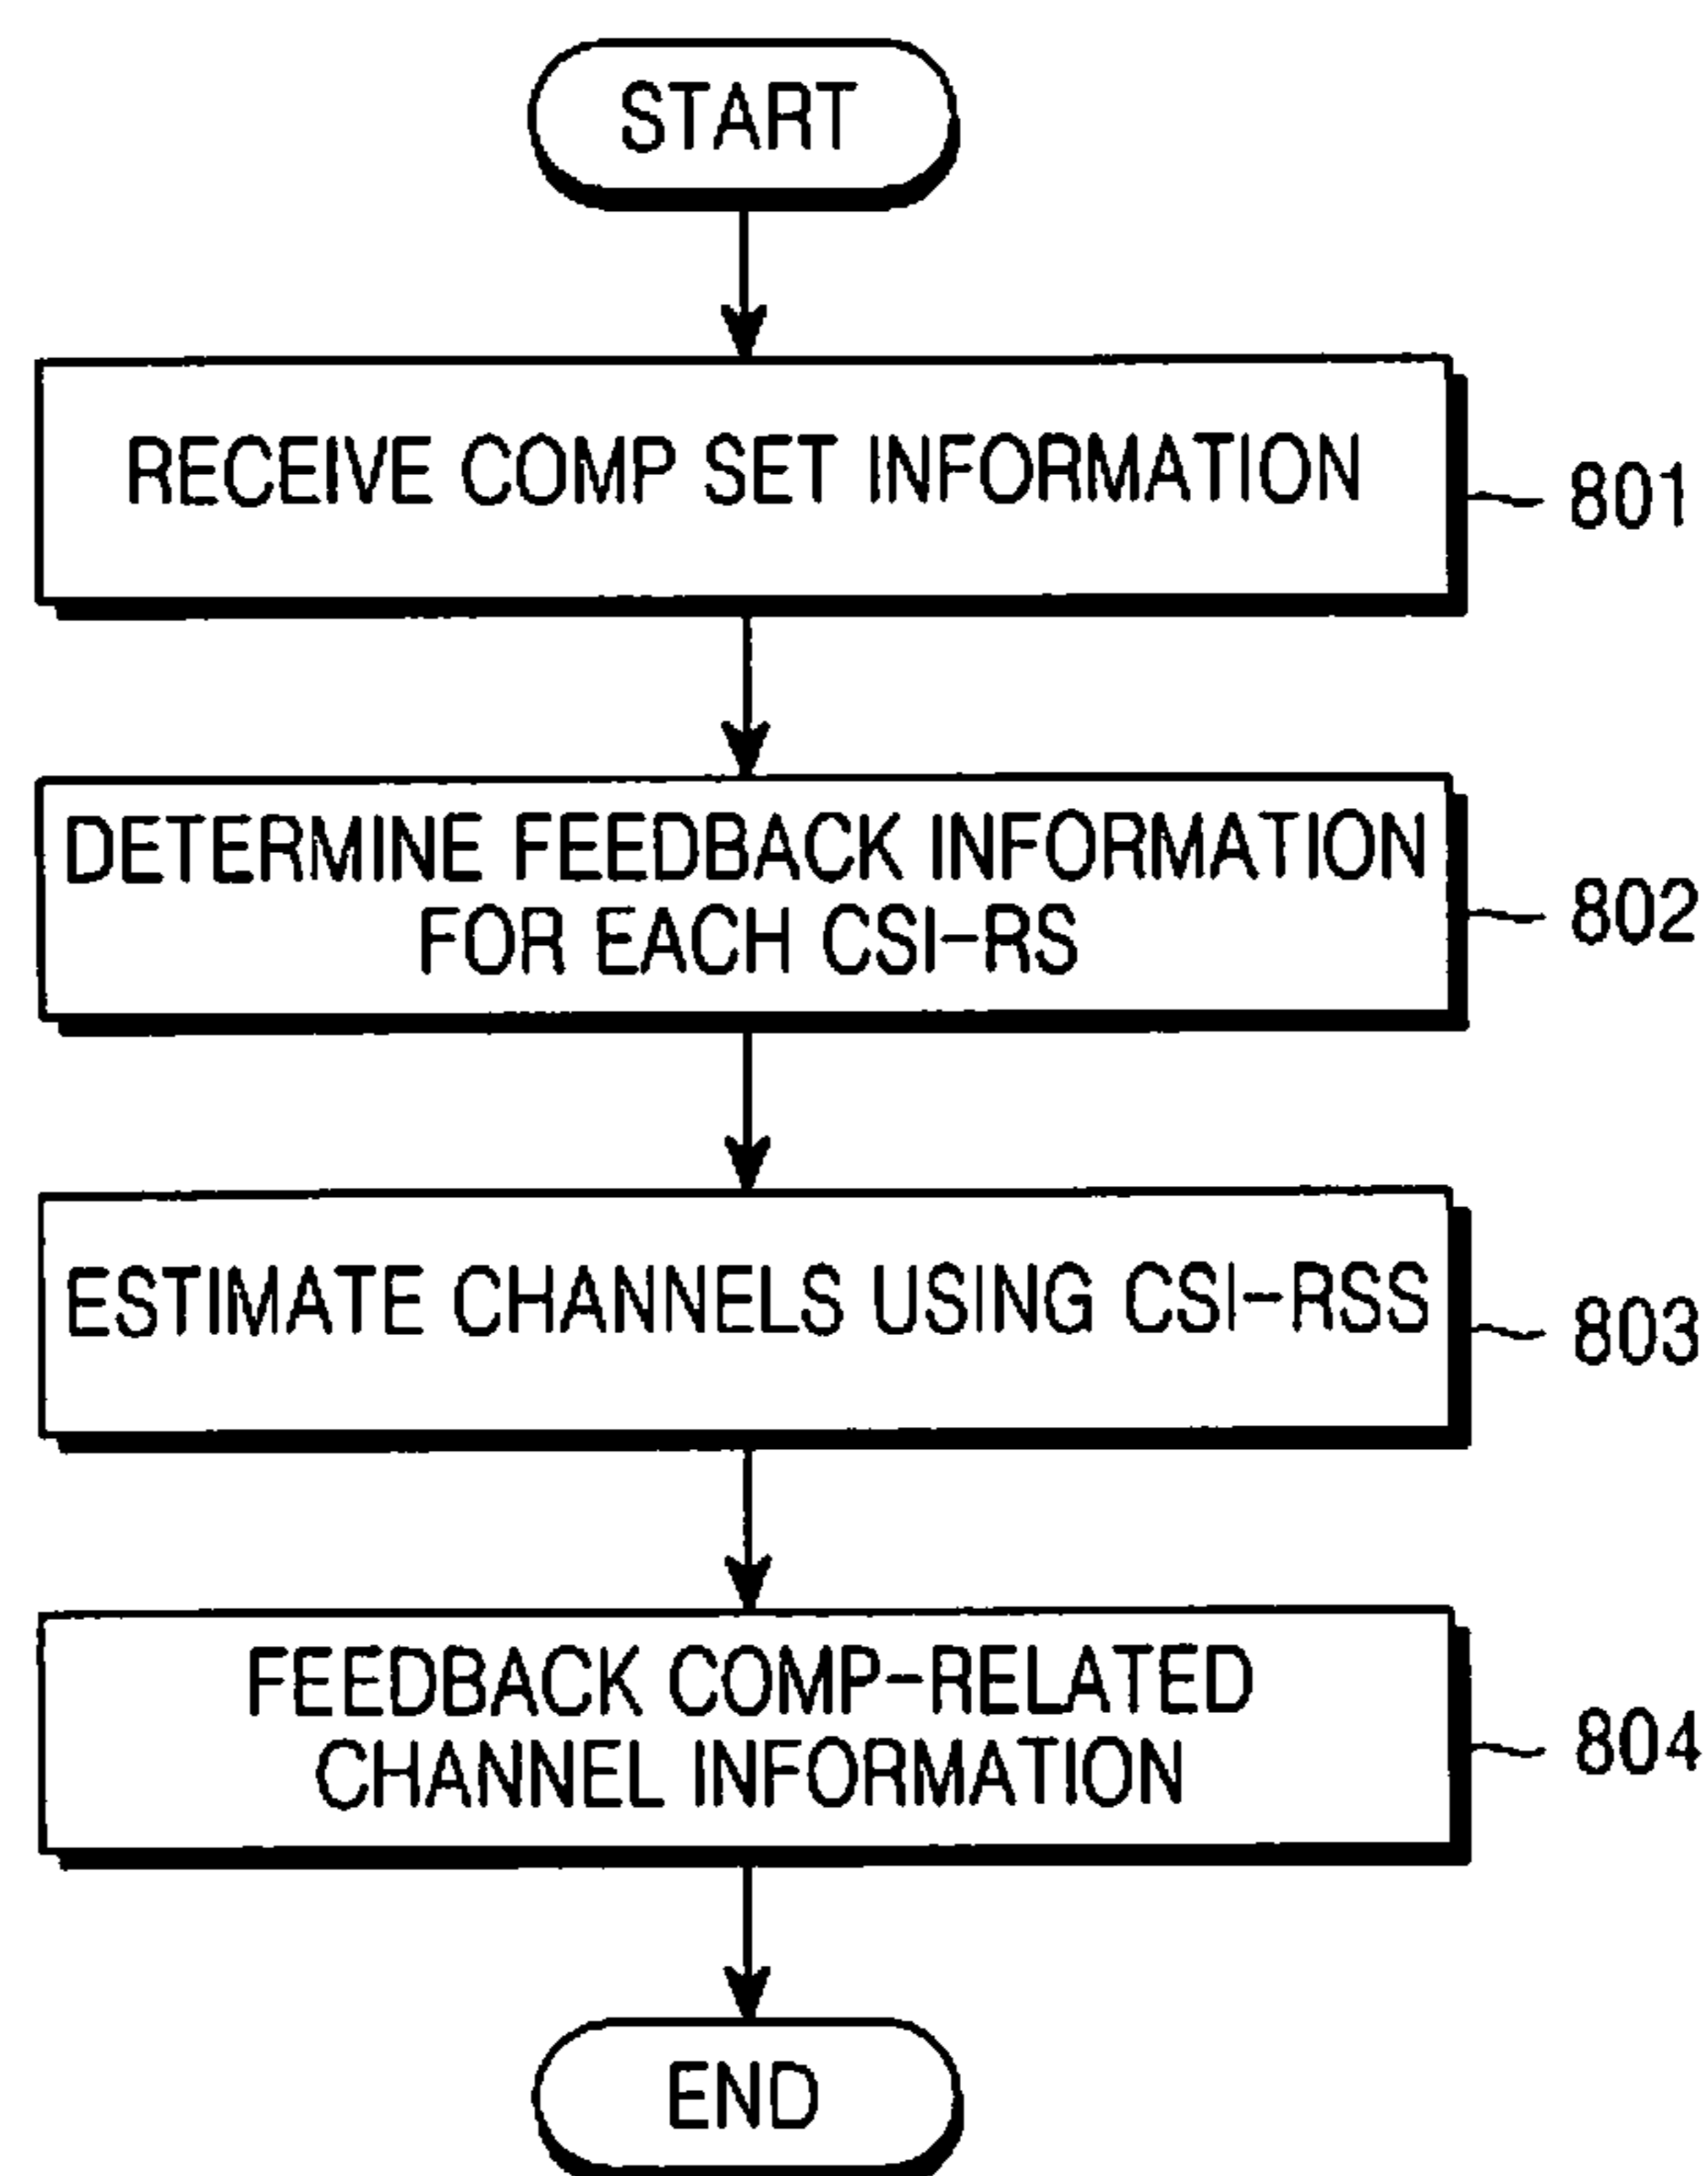 START
RECEIVE COMP SET INFORMATION
801
DETERMINE FEEDBACK INFORMATION
FOR EACH CSI-RS
802
ESTIMATE CHANNELS USING CSI-RSS
803
FEEDBACK COMP-RELATED
CHANNEL INFORMATION
804
END